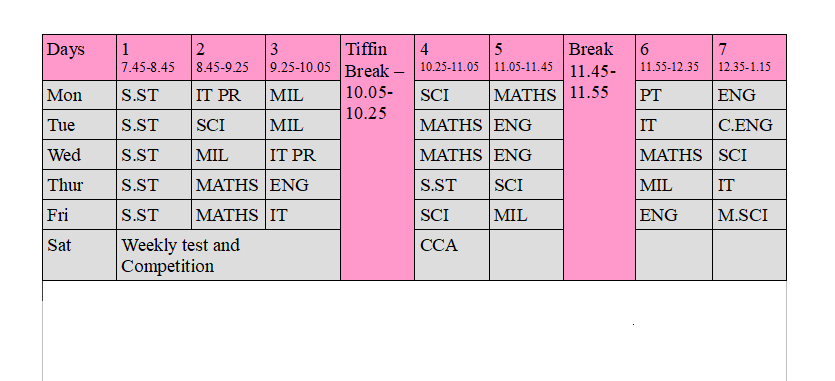 Days 1 2 3 Tiffin 4 5 Break 6 7
7.45-8.45 8.45-9.25 9.25-10.05 Break – 10.25-11.05 11.05-11.45 11.45- 11.55-12.35 12.35-1.15
Mon S.ST IT PR MIL 10.05- SCI MATHS 11.55 PT ENG
10.25
Tue S.ST SCI MIL MATHS ENG IT C.ENG
Wed S.ST MIL IT PR MATHS ENG MATHS SCI
Thur S.ST MATHS ENG S.ST SCI MIL IT
Fri S.ST MATHS IT SCI MIL ENG M.SCI
Sat Weekly test and CCA
Competition